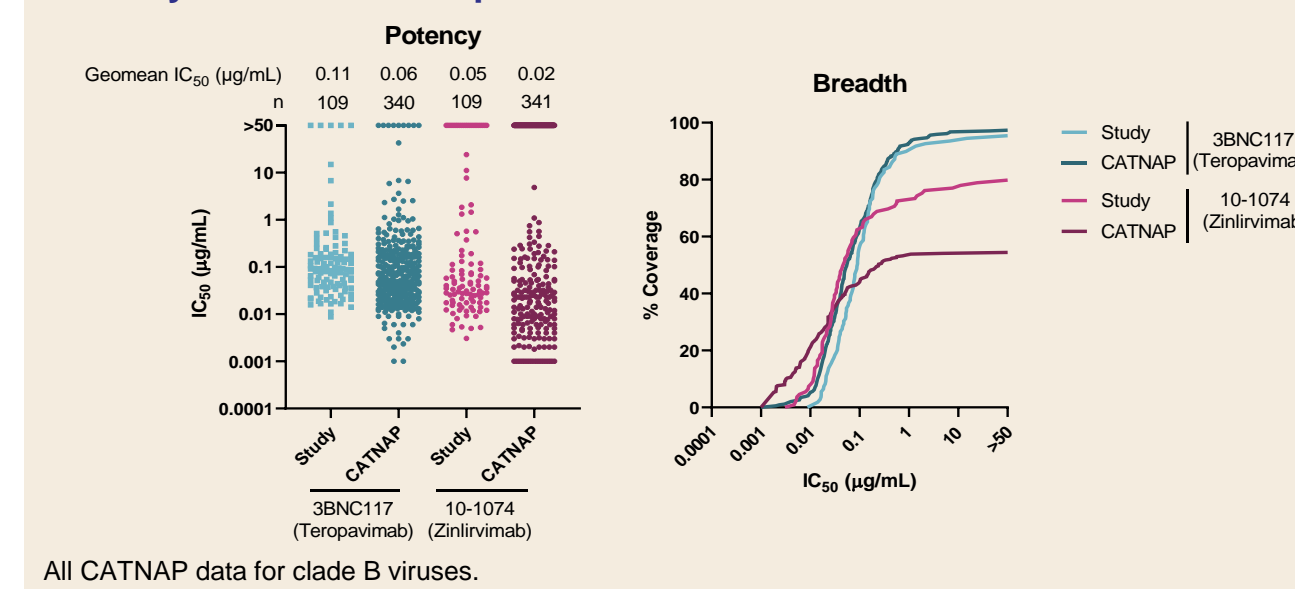 Potency
Geomean IC50 (µg/mL) 0.11 0.06 0.05 0.02
n 109 340 109 341
>50
10
1
0.1
0.01
0.001
0.0001
IC50 (µg/mL)
Study CATNAP Study CATNAP
3BNC117 10-1074
(Teropavimab) (Zinlirvimab)
Breadth
100
80
60
40
20
0
% Coverage
0.0001 0.001 0.01 0.1 1 10 >50
IC50 (µg/mL)
Study
CATNAP
3BNC117
(Teropavima
Study
CATNAP
10-1074
(Zinlirvimab
All CATNAP data for clade B viruses.